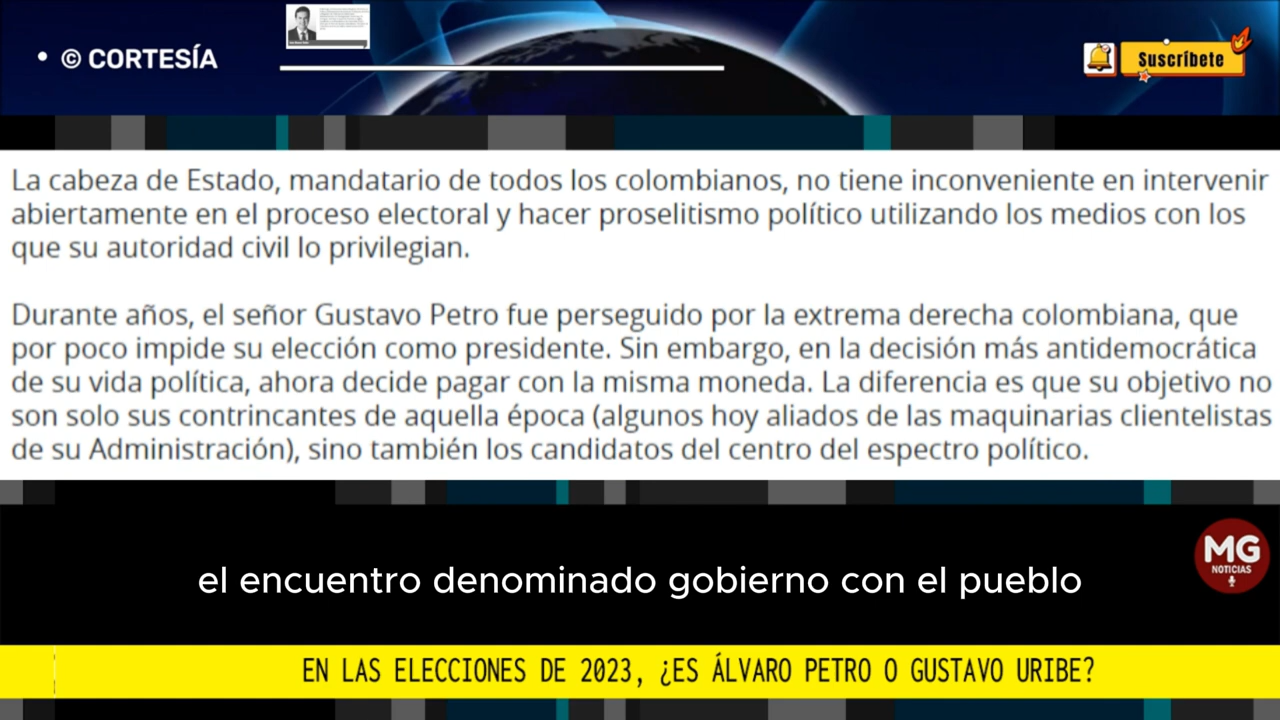 • © CORTESÍA
Suscríbete
La cabeza de Estado, mandatario de todos los colombianos, no tiene inconveniente en intervenir
abiertamente en el proceso electoral y hacer proselitismo político utilizando los medios con los
que su autoridad civil lo privilegian.
Durante años, el señor Gustavo Petro fue perseguido por la extrema derecha colombiana, que
por poco impide su elección como presidente. Sin embargo, en la decisión más antidemocrática
de su vida política, ahora decide pagar con la misma moneda. La diferencia es que su objetivo no
son solo sus contrincantes de aquella época (algunos hoy aliados de las maquinarias clientelistas
de su Administración), sino también los candidatos del centro del espectro político.
el encuentro denominado gobierno con el pueblo
MG
NOTICIAS
EN LAS ELECCIONES DE 2023, ¿ES ÁLVARO PETRO O GUSTAVO URIBE?